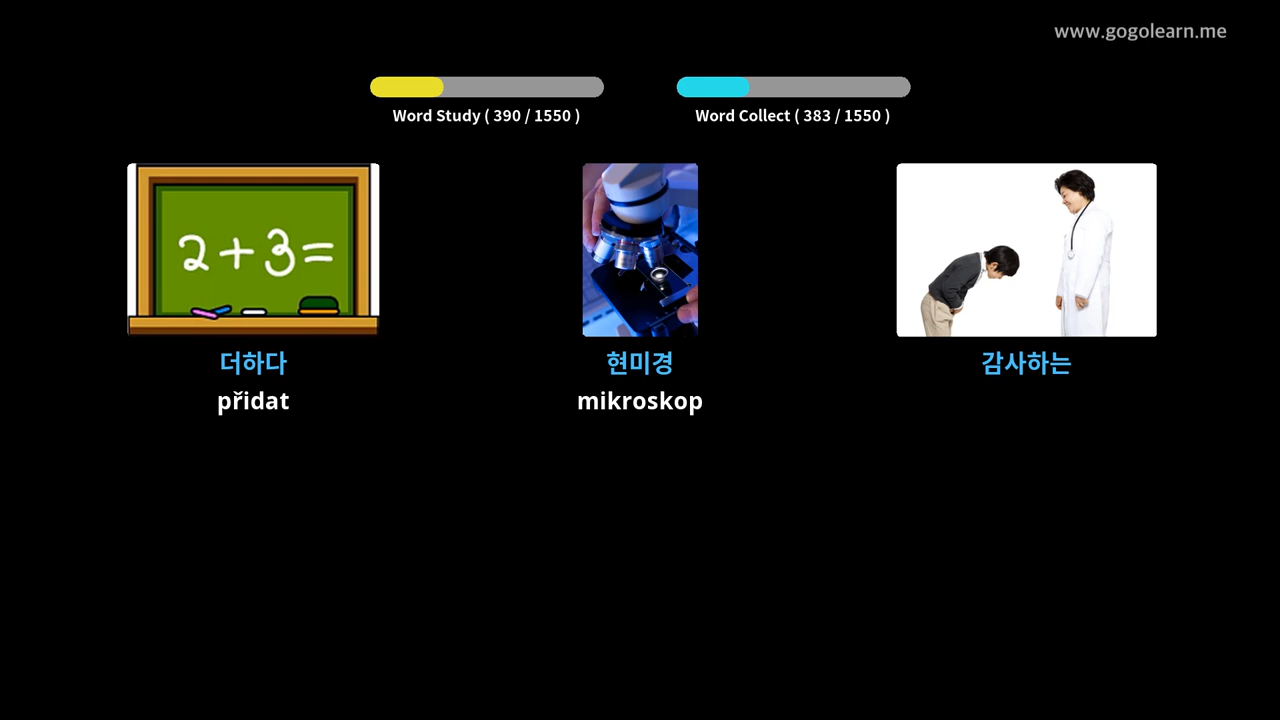 www.gogolearn.me
Word Study ( 390 / 1550 )
Word Collect ( 383 / 1550 )
2+3=
더하다
현미경
감사하는
přidat
mikroskop